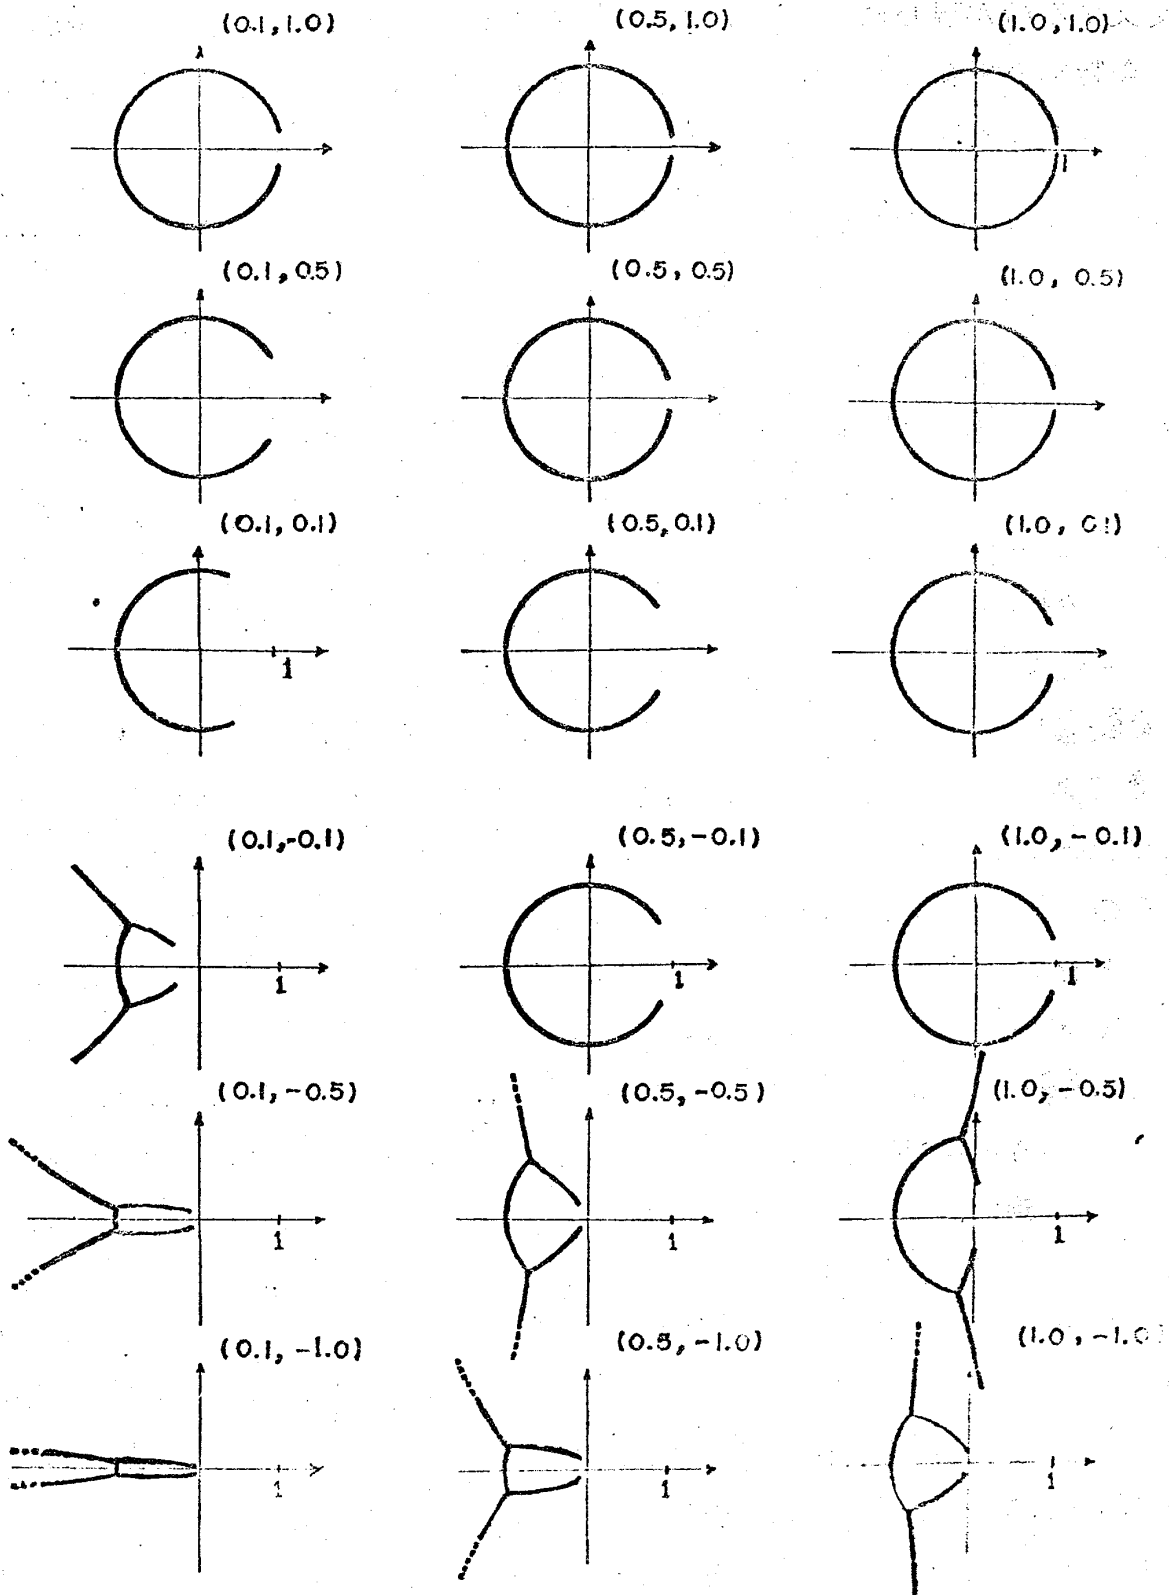 (0.1, 1.0) (0.5, 1.0) (1.0, 1.0)
1
(0.1, 0.5) (0.5, 0.5) (1.0, 0.5)
(0.1, 0.1) (0.5, 0.1) (1.0, 0.1)
1
(0.1, -0.1) (0.5, -0.1) (1.0, -0.1)
1 1 1
(0.1, -0.5) (0.5, -0.5) (1.0, -0.5)
1 1 1
(0.1, -1.0) (0.5, -1.0) (1.0, -1.0)
1 1 1